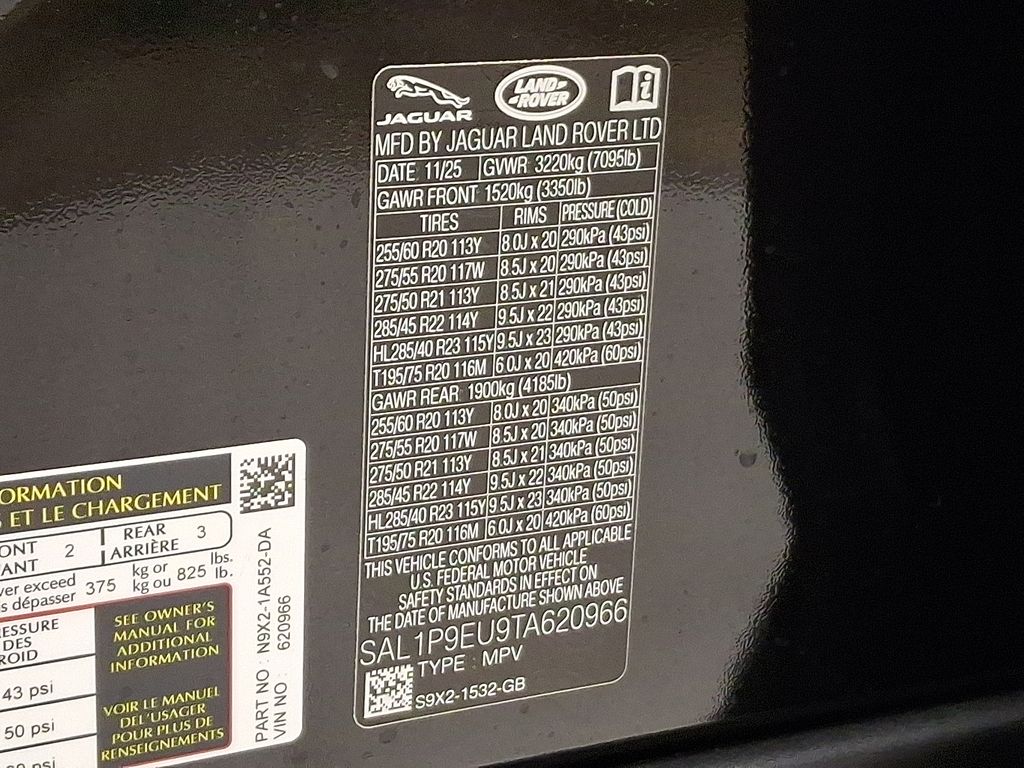 JAGUAR
LAND ROVER
MFD BY JAGUAR LAND ROVER LTD
DATE 11/25 GVWR 3220kg (7095lb)
GAWR FRONT 1520kg (3350lb)
TIRES RIMS PRESSURE (COLD)
255/60 R20 113Y 8.0J x 20 290kPa (43psi)
275/55 R20 117W 8.5J x 20 290kPa (43psi)
275/50 R21 113Y 8.5J x 21 290kPa (43psi)
285/45 R22 114Y 9.5J x 22 290kPa (43psi)
HL285/40 R23 115Y 9.5J x 23 290kPa (43psi)
T195/75 R20 116M 6.0J x 20 420kPa (60psi)
GAWR REAR 1900kg (4185lb)
255/60 R20 113Y 8.0J x 20 340kPa (50psi)
275/55 R20 117W 8.5J x 20 340kPa (50psi)
275/50 R21 113Y 8.5J x 21 340kPa (50psi)
285/45 R22 114Y 9.5J x 22 340kPa (50psi)
HL285/40 R23 115Y 9.5J x 23 340kPa (50psi)
T195/75 R20 116M 6.0J x 20 420kPa (60psi)
THIS VEHICLE CONFORMS TO ALL APPLICABLE
U.S. FEDERAL MOTOR VEHICLE
SAFETY STANDARDS IN EFFECT ON
THE DATE OF MANUFACTURE SHOWN ABOVE
SAL1P9EU9TA620966
TYPE : MPV
S9X2-1532-GB
ORMATION
ET LE CHARGEMENT
ONT 2 REAR 3
ANT ARRIÈRE
ver exceed 375 kg or 825 lbs.
s dépasser kg ou lb.
ESSURE
DES
ROID
43 psi
50 psi
SEE OWNER'S
MANUAL FOR
ADDITIONAL
INFORMATION
VOIR LE MANUEL
DEL'USAGER
POUR PLUS DE
RENSEIGNEMENTS
PART NO : N9X2-1A552-DA
VIN NO : 620966